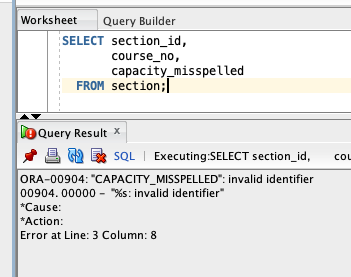 Worksheet Query Builder
SELECT section_id,
course_no,
capacity_misspelled
FROM section;
Query Result x
SQL | Executing:SELECT section_id, cou
ORA-00904: "CAPACITY_MISSPELLED": invalid identifier
00904. 00000 - "%s: invalid identifier"
*Cause:
*Action:
Error at Line: 3 Column: 8